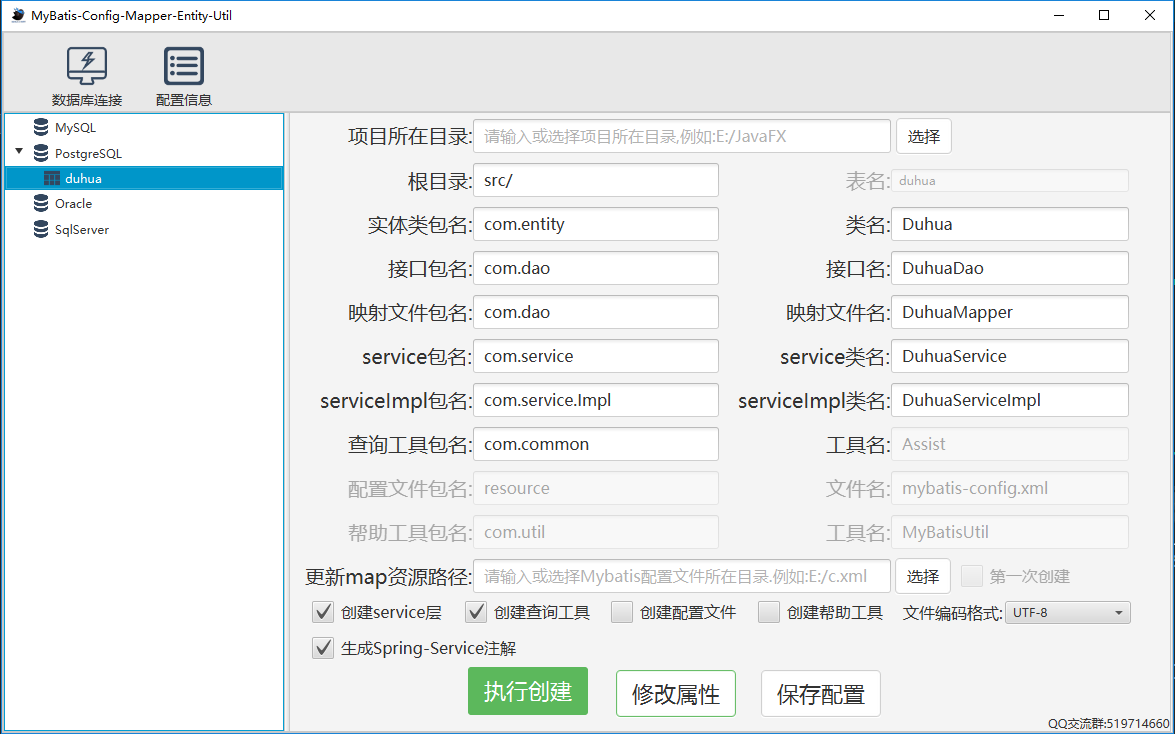 MyBatis-Config-Mapper-Entity-Util
数据库连接 配置信息
MySQL
PostgreSQL
duhua
Oracle
SqlServer
项目所在目录: 请输入或选择项目所在目录,例如:E:/JavaFX 选择
根目录: src/ 表名: duhua
实体类包名: com.entity 类名: Duhua
接口包名: com.dao 接口名: DuhuaDao
映射文件包名: com.dao 映射文件名: DuhuaMapper
service包名: com.service service类名: DuhuaService
serviceImpl包名: com.service.Impl serviceImpl类名: DuhuaServiceImpl
查询工具包名: com.common 工具名: Assist
配置文件包名: resource 文件名: mybatis-config.xml
帮助工具包名: com.util 工具名: MyBatisUtil
更新map资源路径: 请输入或选择Mybatis配置文件所在目录.例如:E:/c.xml 选择 第一次创建
创建service层 创建查询工具 创建配置文件 创建帮助工具 文件编码格式: UTF-8
生成Spring-Service注解
执行创建 修改属性 保存配置
QQ交流群:519714660